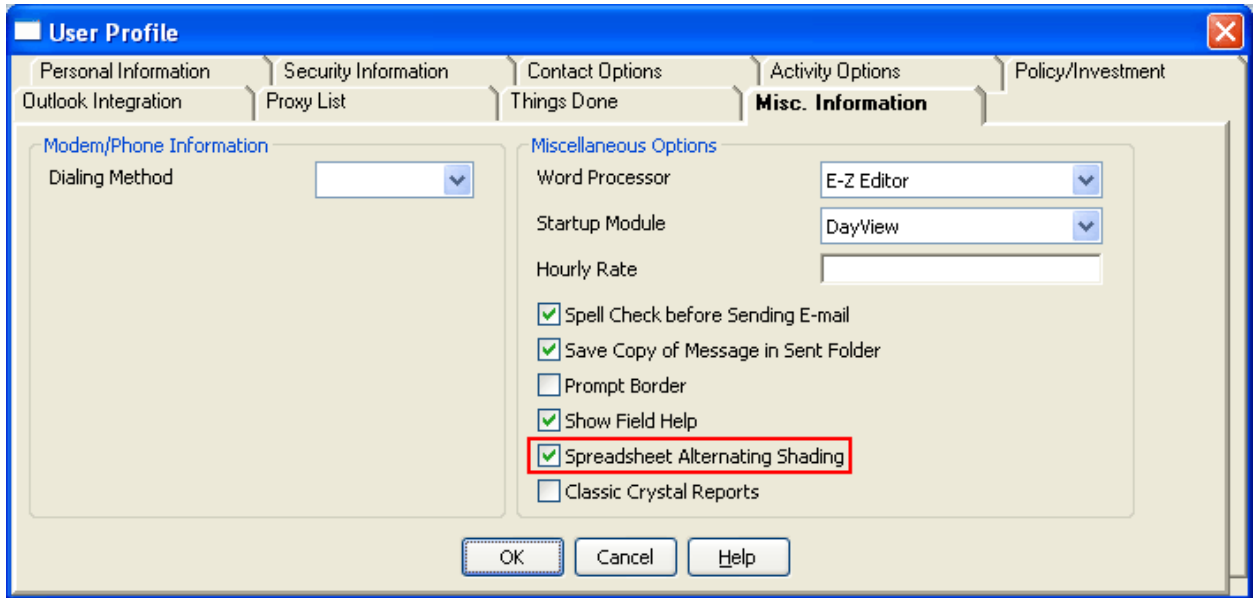 User Profile
Personal Information Security Information Contact Options Activity Options Policy/Investment
Outlook Integration Proxy List Things Done Misc. Information
Modem/Phone Information
Dialing Method
Miscellaneous Options
Word Processor E-Z Editor
Startup Module DayView
Hourly Rate
Spell Check before Sending E-mail
Save Copy of Message in Sent Folder
Prompt Border
Show Field Help
Spreadsheet Alternating Shading
Classic Crystal Reports
OK Cancel Help